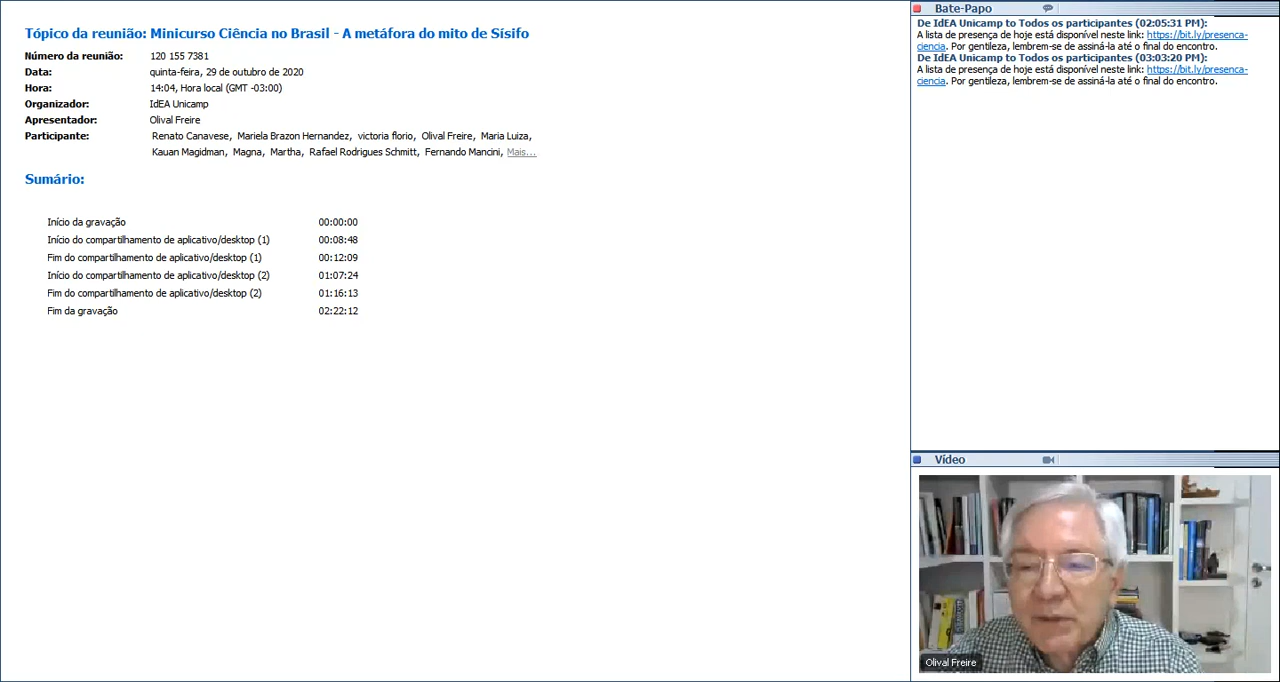 Tópico da reunião: Minicurso Ciência no Brasil - A metáfora do mito de Sísifo
Número da reunião: 120 155 7381
Data: quinta-feira, 29 de outubro de 2020
Hora: 14:04, Hora local (GMT -03:00)
Organizador: IdEA Unicamp
Apresentador: Olival Freire
Participante: Renato Canavese, Mariela Brazon Hernandez, victoria florio, Olival Freire, Maria Luiza,
Kauan Magidman, Magna, Martha, Rafael Rodrigues Schmitt, Fernando Mancini, Mais...
Sumário:
Início da gravação 00:00:00
Início do compartilhamento de aplicativo/desktop (1) 00:08:48
Fim do compartilhamento de aplicativo/desktop (1) 00:12:09
Início do compartilhamento de aplicativo/desktop (2) 01:07:24
Fim do compartilhamento de aplicativo/desktop (2) 01:16:13
Fim da gravação 02:22:12
Bate-Papo
De IdEA Unicamp to Todos os participantes (02:05:31 PM):
A lista de presença de hoje está disponível neste link: https://bit.ly/presenca-
ciencia. Por gentileza, lembrem-se de assiná-la até o final do encontro.
De IdEA Unicamp to Todos os participantes (03:03:20 PM):
A lista de presença de hoje está disponível neste link: https://bit.ly/presenca-
ciencia. Por gentileza, lembrem-se de assiná-la até o final do encontro.
Vídeo
Olival Freire